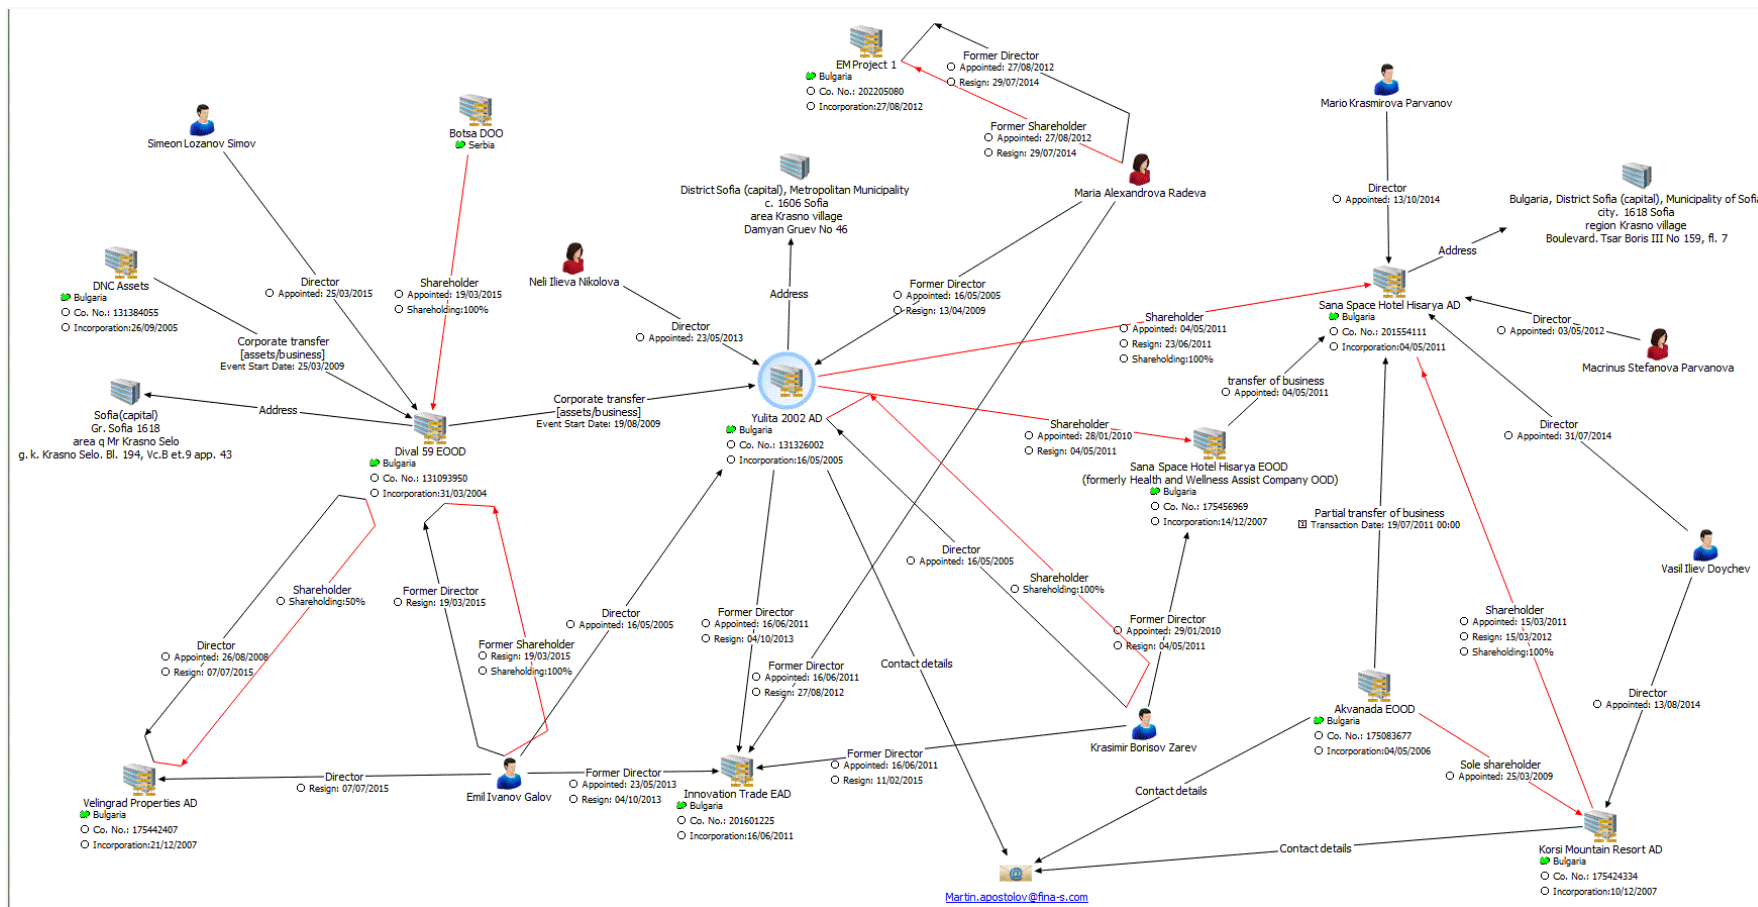 EM Project 1
Bulgaria
Co. No.: 202205080
Incorporation:27/08/2012
Former Director
Appointed: 27/08/2012
Resign: 29/07/2014
Former Shareholder
Appointed: 27/08/2012
Resign: 29/07/2014
Maria Alexandrova Radeva
Mario Krasmirova Parvanov
Director
Appointed: 13/10/2014
Simeon Lozanov Simov
Botsa DOO
Serbia
District Sofia (capital), Metropolitan Municipality
c. 1606 Sofia
area Krasno village
Damyan Gruev No 46
Bulgaria, District Sofia (capital), Municipality of Sofia
city. 1618 Sofia
region Krasno village
Boulevard. Tsar Boris III No 159, fl. 7
Address
DNC Assets
Bulgaria
Co. No.: 131384055
Incorporation:26/09/2005
Director
Appointed: 25/03/2015
Shareholder
Appointed: 19/03/2015
Shareholding:100%
Neli Ilieva Nikolova
Director
Appointed: 23/05/2013
Address
Former Director
Appointed: 16/05/2005
Resign: 13/04/2009
Shareholder
Appointed: 04/05/2011
Resign: 23/06/2011
Shareholding:100%
Sana Space Hotel Hisarya AD
Bulgaria
Co. No.: 201554111
Incorporation:04/05/2011
Director
Appointed: 03/05/2012
Macrinus Stefanova Parvanova
Corporate transfer
[assets/business]
Event Start Date: 25/03/2009
Sofia(capital)
Gr. Sofia 1618
area q Mr Krasno Selo
g. k. Krasno Selo. Bl. 194, Vc.B et.9 app. 43
Address
Dival 59 EOOD
Bulgaria
Co. No.: 131093950
Incorporation:31/03/2004
Corporate transfer
[assets/business]
Event Start Date: 19/08/2009
Yulita 2002 AD
Bulgaria
Co. No.: 131326002
Incorporation:16/05/2005
Shareholder
Appointed: 28/01/2010
Resign: 04/05/2011
transfer of business
Appointed: 04/05/2011
Sana Space Hotel Hisarya EOOD
(formerly Health and Wellness Assist Company OOD)
Bulgaria
Co. No.: 175456969
Incorporation:14/12/2007
Director
Appointed: 31/07/2014
Partial transfer of business
Transaction Date: 19/07/2011 00:00
Vasil Iliev Doychev
Director
Appointed: 16/05/2005
Shareholder
Shareholding:100%
Shareholder
Shareholding:50%
Former Director
Resign: 19/03/2015
Director
Appointed: 16/05/2005
Former Director
Appointed: 16/06/2011
Resign: 04/10/2013
Former Director
Appointed: 29/01/2010
Resign: 04/05/2011
Shareholder
Appointed: 15/03/2011
Resign: 15/03/2012
Shareholding:100%
Director
Appointed: 26/08/2008
Resign: 07/07/2015
Former Shareholder
Resign: 19/03/2015
Shareholding:100%
Former Director
Appointed: 16/06/2011
Resign: 27/08/2012
Contact details
Krasimir Borisov Zarev
Akvanada EOOD
Bulgaria
Co. No.: 175083677
Incorporation:04/05/2006
Director
Appointed: 13/08/2014
Sole shareholder
Appointed: 25/03/2009
Velingrad Properties AD
Bulgaria
Co. No.: 175442407
Incorporation:21/12/2007
Director
Resign: 07/07/2015
Emil Ivanov Galov
Former Director
Appointed: 23/05/2013
Resign: 04/10/2013
Innovation Trade EAD
Bulgaria
Co. No.: 201601225
Incorporation:16/06/2011
Former Director
Appointed: 16/06/2011
Resign: 11/02/2015
Contact details
Contact details
Korsi Mountain Resort AD
Bulgaria
Co. No.: 175424334
Incorporation:10/12/2007
Martin.apostolov@fina-s.com